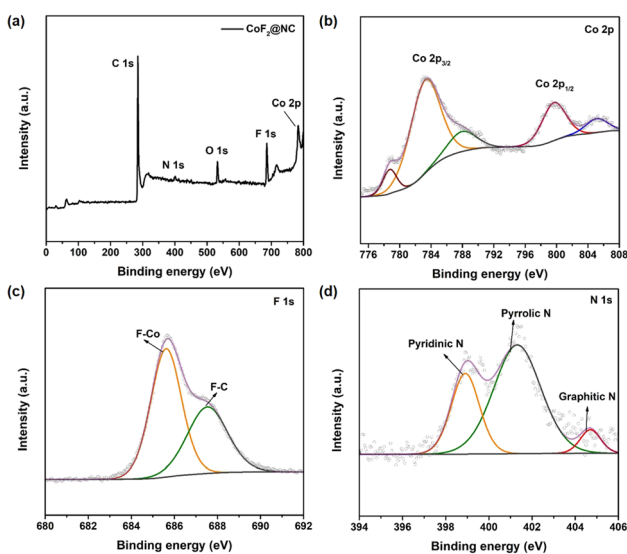 (a)
CoF2@NC
C 1s
N 1s
O 1s
F 1s
Co 2p
Intensity (a.u.)
0 100 200 300 400 500 600 700 800
Binding energy (eV)
(b)
Co 2p
Co 2p3/2
Co 2p1/2
Intensity (a.u.)
776 780 784 788 792 796 800 804 808
Binding energy (eV)
(c)
F 1s
F-Co
F-C
Intensity (a.u.)
680 682 684 686 688 690 692
Binding energy (eV)
(d)
N 1s
Pyrrolic N
Pyridinic N
Graphitic N
Intensity (a.u.)
394 396 398 400 402 404 406
Binding energy (eV)